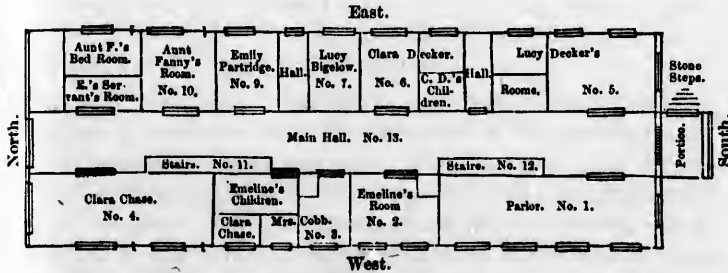 East.
Aunt F.'s
Bed Room.
E.'s Ser-
vant's Room.
Aunt
Fanny's
Room.
No. 10.
Emily
Partridge.
No. 9.
Hall.
Lucy
Bigelow.
No. 7.
Clara Decker.
No. 6.
C. D.'s
Chil-
dren.
Hall.
Lucy Decker's
Rooms.
No. 5.
Stone
Steps.
North.
Main Hall. No. 13.
Portico.
South.
Stairs. No. 11.
Stairs. No. 12.
Clara Chase.
No. 4.
Emeline's
Children.
Clara
Chase.
Mrs. Cobb.
No. 3.
Emeline's
Room
No. 2.
Parlor. No. 1.
West.